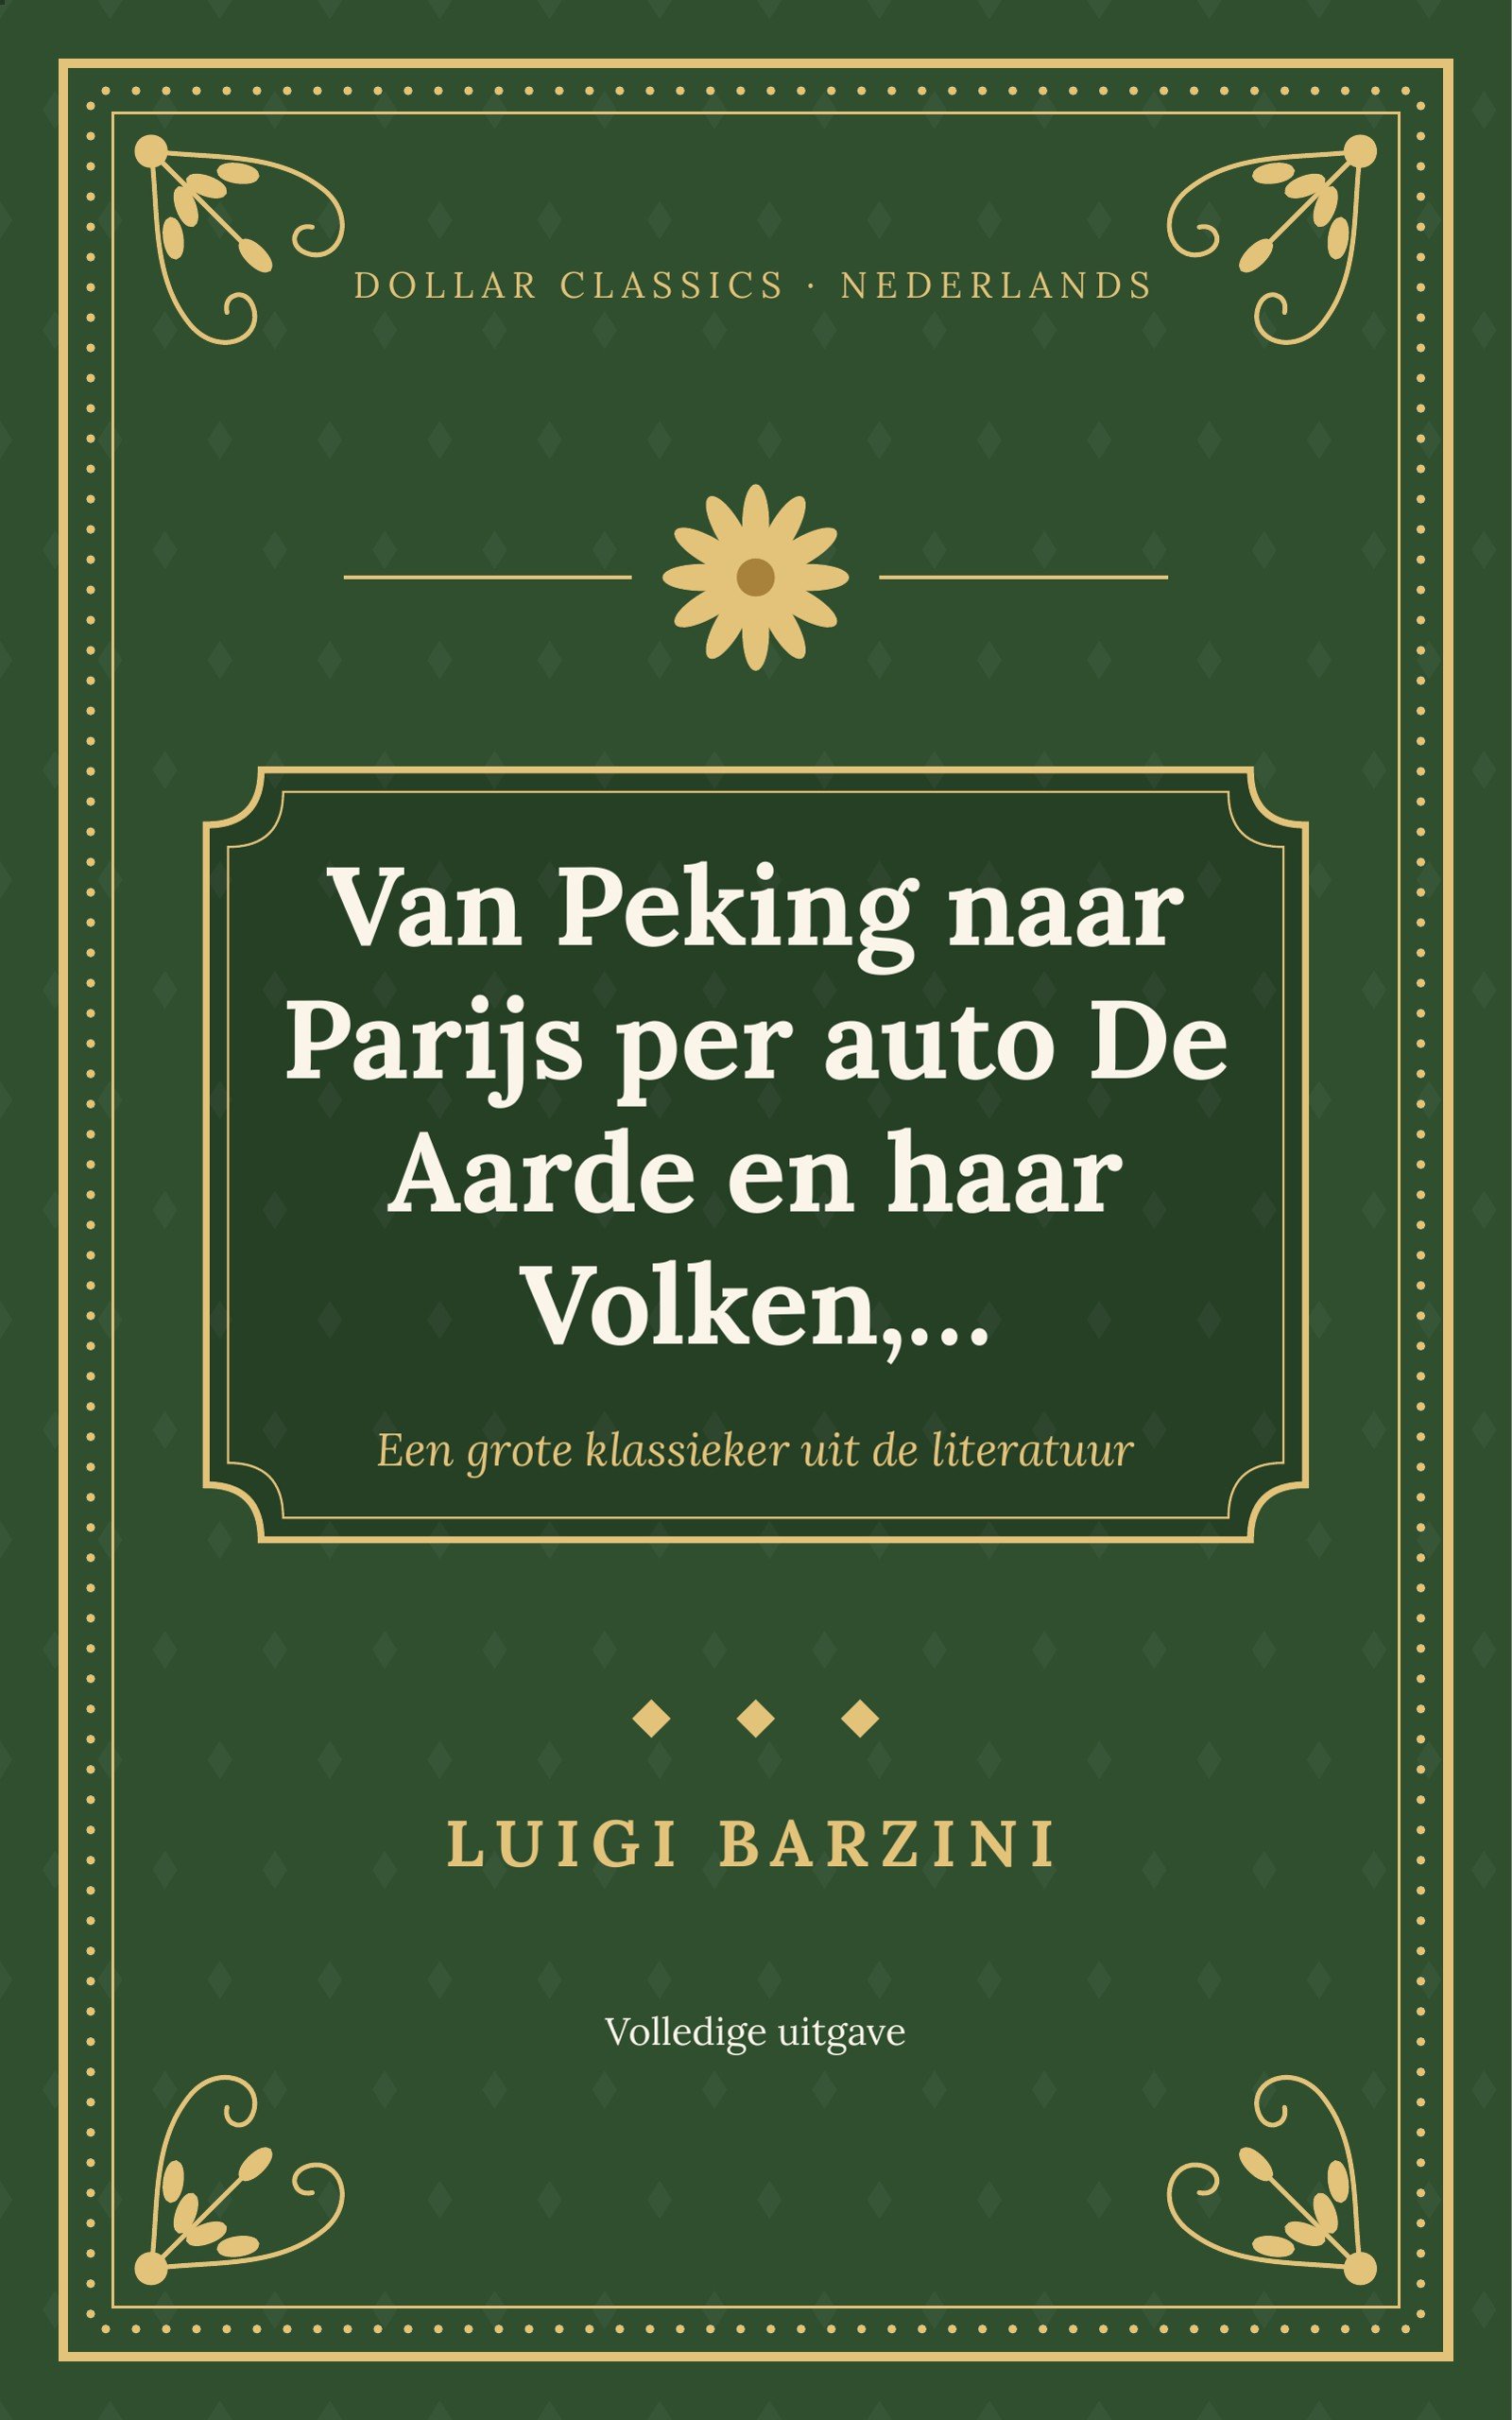 DOLLAR CLASSICS · NEDERLANDS
Van Peking naar
Parijs per auto De
Aarde en haar
Volken,...
Een grote klassieker uit de literatuur
LUIGI BARZINI
Volledige uitgave